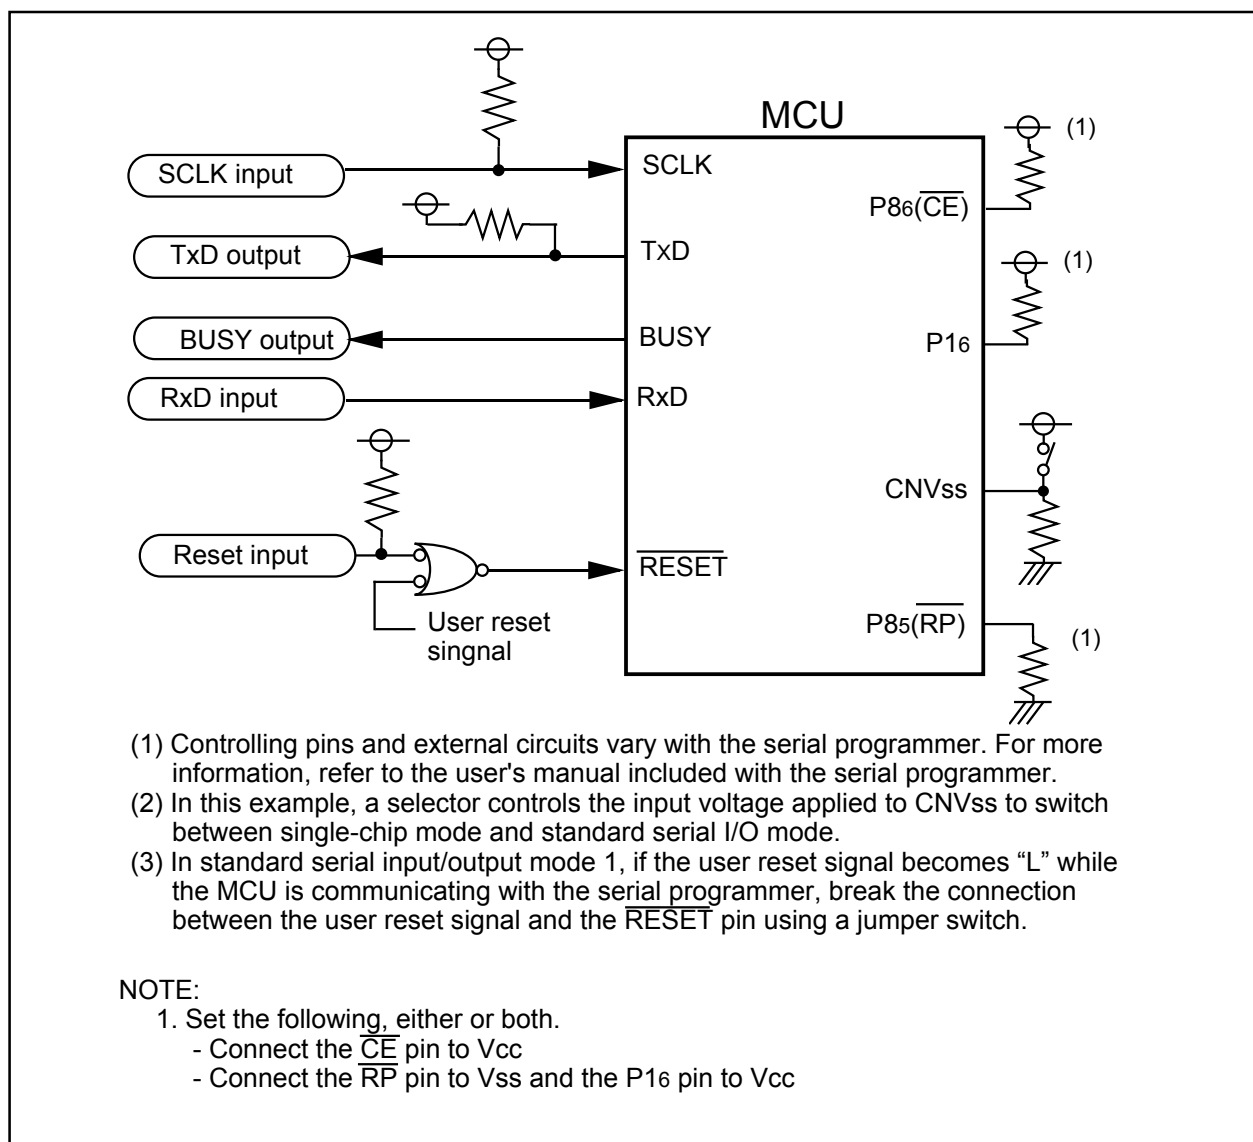 MCU
(1)
SCLK input
SCLK
P86(CE)
TxD output
TxD
(1)
BUSY output
BUSY
P16
RxD input
RxD
CNVss
Reset input
RESET
User reset
singnal
P85(RP)
(1)
(1) Controlling pins and external circuits vary with the serial programmer. For more
information, refer to the user's manual included with the serial programmer.
(2) In this example, a selector controls the input voltage applied to CNVss to switch
between single-chip mode and standard serial I/O mode.
(3) In standard serial input/output mode 1, if the user reset signal becomes “L” while
the MCU is communicating with the serial programmer, break the connection
between the user reset signal and the RESET pin using a jumper switch.
NOTE:
1. Set the following, either or both.
- Connect the CE pin to Vcc
- Connect the RP pin to Vss and the P16 pin to Vcc